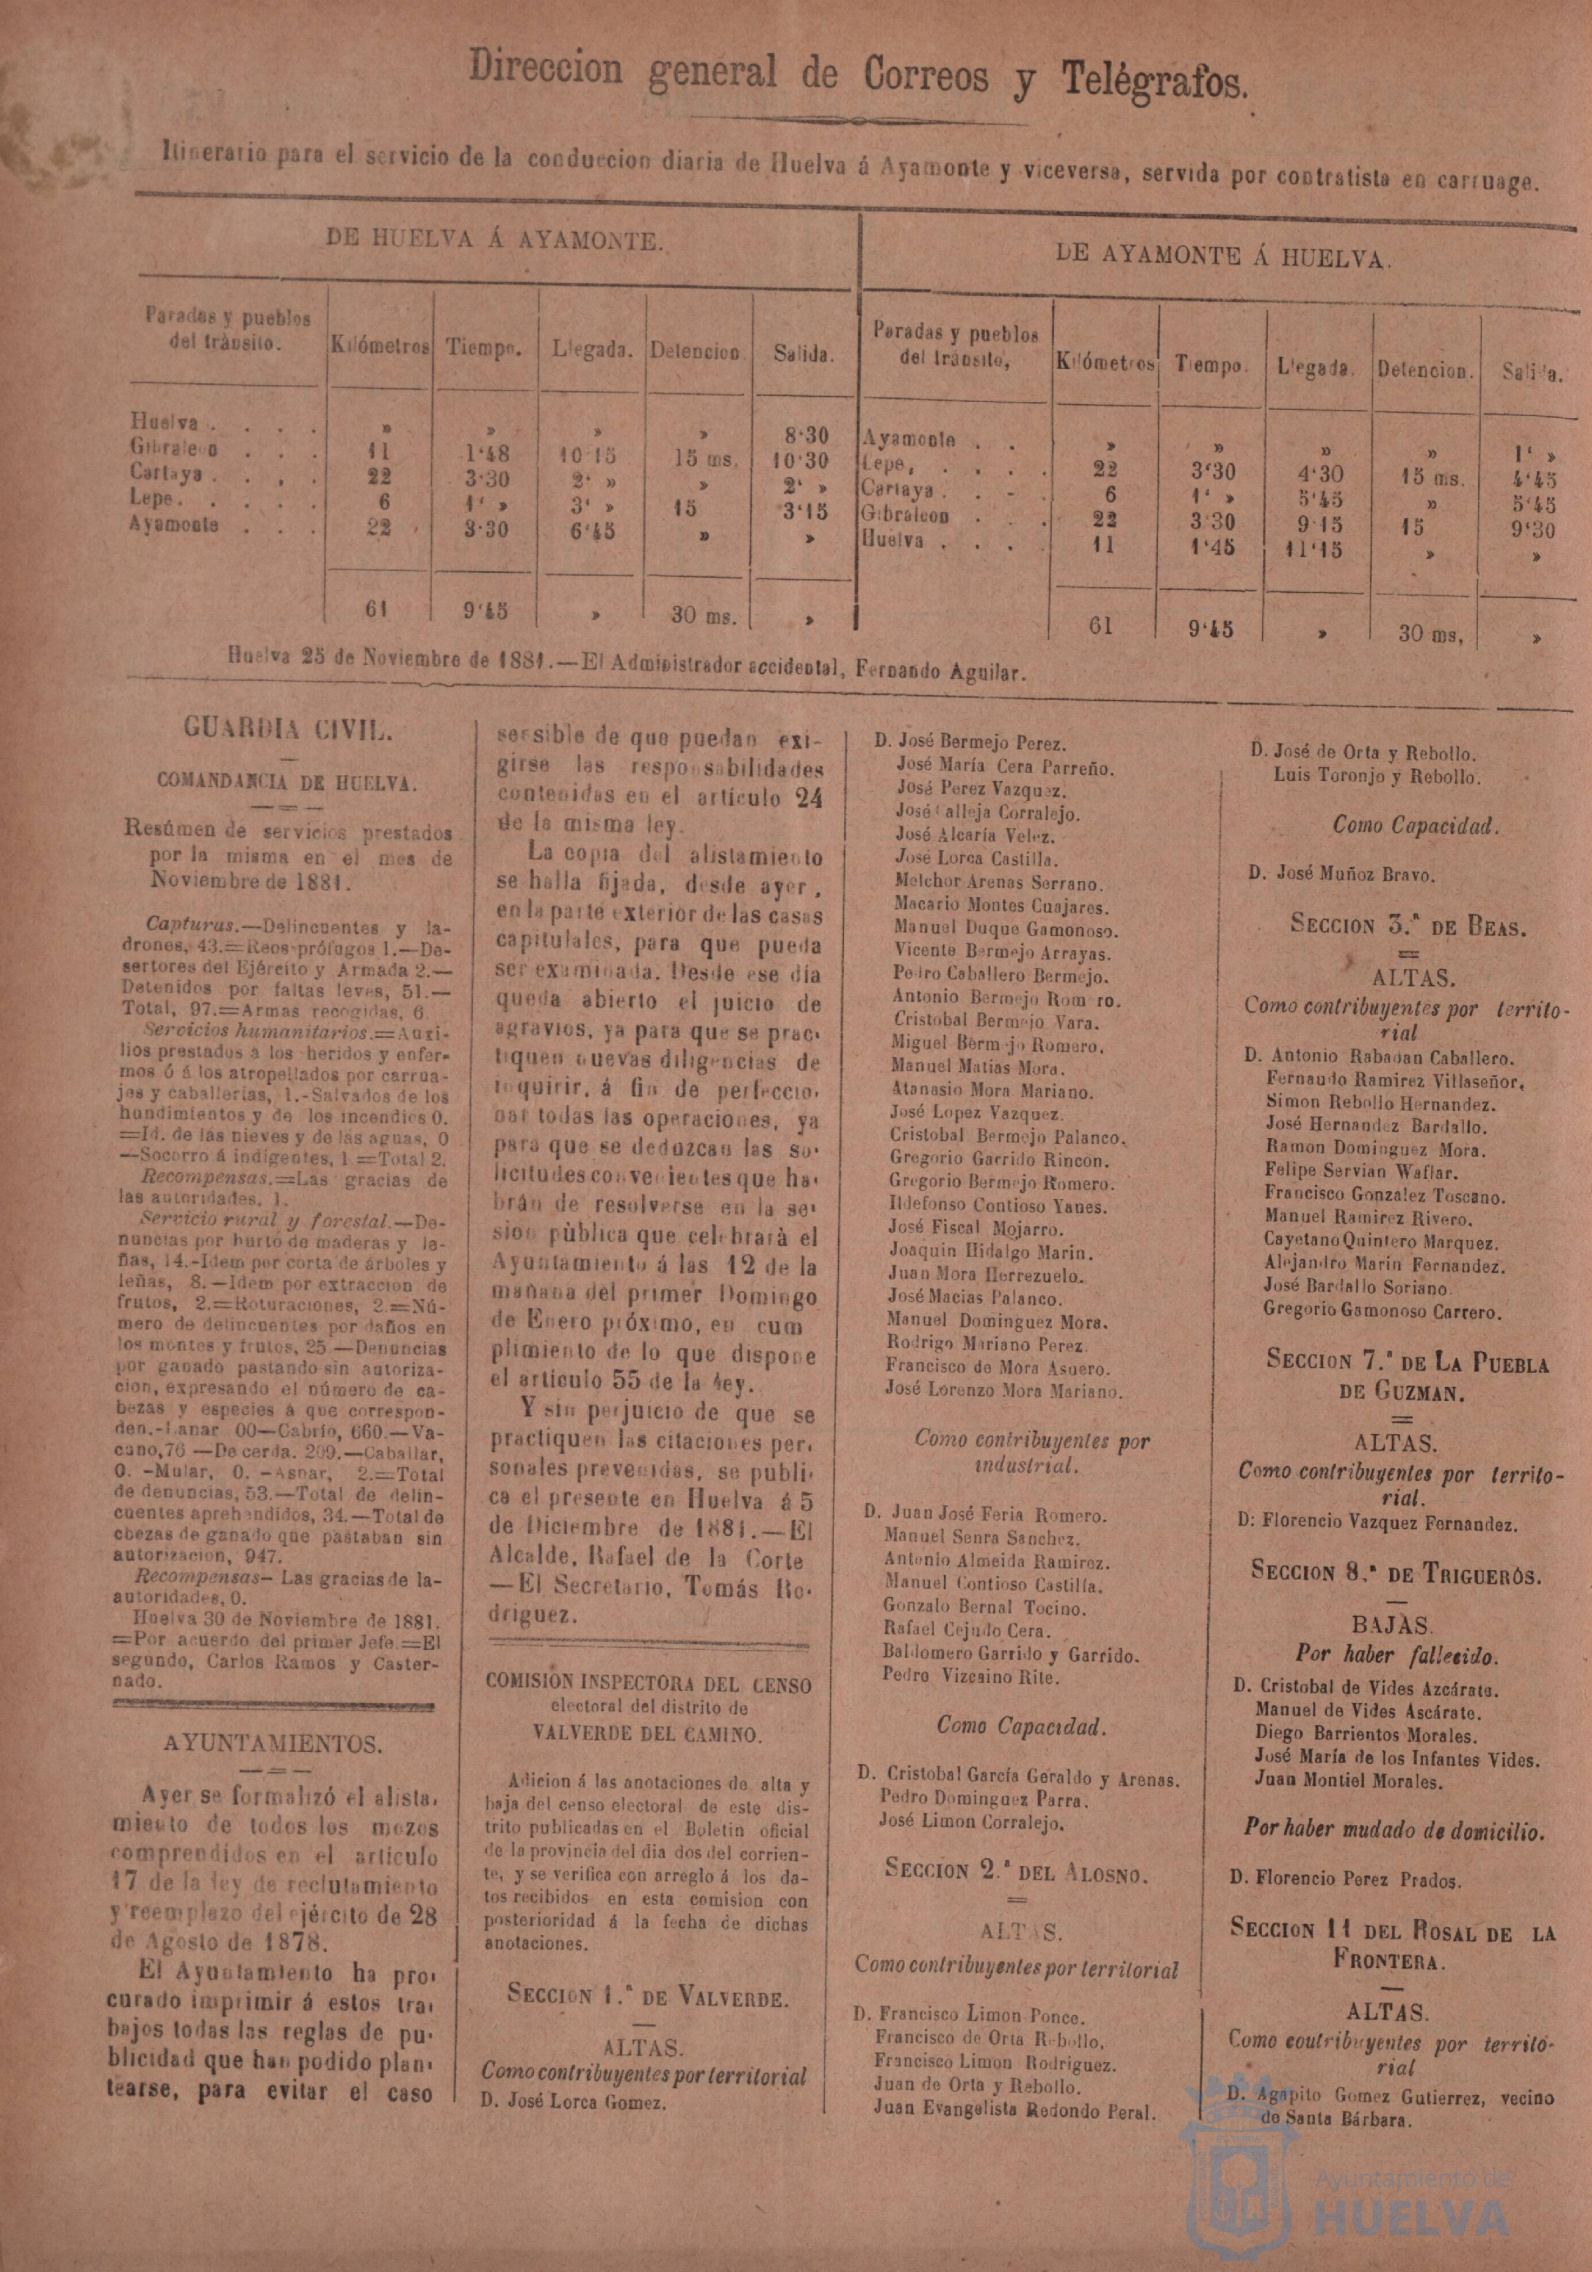 Direccion general de Correos y Telégrafos.
Itinerario para el servicio de la conduccion diaria de Huelva á Ayamonte y viceversa, servida por contratista en carruage.
DE HUELVA Á AYAMONTE.
Paradas y pueblos del trànsito. Kilómetros Tiempo. Llegada. Detencion. Salida.
Huelva . . . . » » » » 8‘30
Gibraleon . . . 11 1‘48 10‘15 15 ms. 10‘30
Cartaya . . . . 22 3‘30 2‘ » » 2‘ »
Lepe. . . . . 6 1‘ » 3‘ » 15 3‘15
Ayamonte . . . 22 3‘30 6‘45 » »
61 9‘45 » 30 ms. »
DE AYAMONTE Á HUELVA.
Paradas y pueblos del trànsito, Kilómetros Tiempo. Llegada. Detencion. Salida.
Ayamonte . . » » » » 1‘ »
Lepe, . . . . 22 3‘30 4‘30 15 ms. 4‘45
Cartaya . . - 6 1‘ » 5‘45 » 5‘45
Gibraleon . . 22 3‘30 9‘15 15 9‘30
Huelva . . . 11 1‘45 11‘15 » »
61 9‘45 » 30 ms, »
Huelva 25 de Noviembre de 1881.—El Administrador accidental, Fernando Aguilar.
GUARDIA CIVIL.
COMANDANCIA DE HUELVA.
Resúmen de servicios prestados
por la misma en el mes de
Noviembre de 1881.
Capturas.—Delincuentes y la-
drones, 43.=Reos prófugos 1.—De-
sertores del Ejército y Armada 2.—
Detenidos por faltas leves, 51.—
Total, 97.=Armas recogidas, 6.
Servicios humanitarios.=Auxi-
lios prestados à los heridos y enfer-
mos ó á los atropellados por carrua-
jes y caballerias, 1.-Salvados de los
hundimientos y de los incendios 0.
=Id. de las nieves y de las aguas, 0
—Socorro á indigentes, 1.=Total 2.
Recompensas.=Las gracias de
las autoridades, 1.
Servicio rural y forestal.—De-
nuncias por hurto de maderas y le-
ñas, 14.-Idem por corta de árboles y
leñas, 8.—Idem por extraccion de
frutos, 2.=Roturaciones, 2.=Nú-
mero de delincuentes por daños en
los montes y frutos, 25.—Denuncias
por ganado pastando sin autoriza-
cion, expresando el número de ca-
bezas y especies á que correspon-
den.-Lanar 00—Cabrío, 660.—Va-
cuno, 76.—De cerda. 209.—Caballar,
0. -Mular, 0. -Asnar, 2.=Total
de denuncias, 53.—Total de delin-
cuentes aprehendidos, 34.—Total de
cbezas de ganado que pastaban sin
autorizacion, 947.
Recompensas— Las gracias de la-
autoridades, 0.
Huelva 30 de Noviembre de 1881.
=Por acuerdo del primer Jefe.=El
segundo, Carlos Ramos y Caster-
nado.
AYUNTAMIENTOS.
Ayer se formalizó el alista-
miento de todos los mozos
comprendidos en el articulo
17 de la ley de reclutamiento
y reemplazo del ejército de 28
de Agosto de 1878.
El Ayuntamiento ha pro-
curado imprimir á estos tra-
bajos todas las reglas de pu-
blicidad que han podido plan-
tearse, para evitar el caso
sensible de que puedan exi-
girse las responsabilidades
contenidas en el artículo 24
de la misma ley.
La copia del alistamiento
se halla fijada, desde ayer,
en la parte exterior de las casas
capitulales, para que pueda
ser examinada. Desde ese día
queda abierto el juicio de
agravios, ya para que se prac-
tiquen nuevas diligencias de
inquirir, á fin de perfeccio-
nar todas las operaciones, ya
para que se deduzcan las so-
licitudes convenientes que ha-
brán de resolverse en la se-
sion pùblica que celebrarà el
Ayuntamiento á las 12 de la
mañana del primer Domingo
de Enero próximo, en cum
plimiento de lo que dispone
el articulo 55 de la ley.
Y sin perjuicio de que se
practiquen las citaciones per-
sonales prevenidas, se publi-
ca el presente en Huelva á 5
de Diciembre de 1881.—El
Alcalde, Rafael de la Corte
—El Secretario, Tomás Ro-
driguez.
COMISIÓN INSPECTORA DEL CENSO
electoral del distrito de
VALVERDE DEL CAMINO.
Adicion á las anotaciones de alta y
baja del censo electoral de este dis-
trito publicadas en el Boletin oficial
de la provincia del dia dos del corrien-
te, y se verifica con arreglo á los da-
tos recibidos en esta comision con
posterioridad á la fecha de dichas
anotaciones.
SECCION 1.ª DE VALVERDE.
ALTAS.
Como contribuyentes por territorial
D. José Lorca Gomez.
D. José Bermejo Perez.
José María Cera Parreño.
José Perez Vazquez.
José Calleja Corralejo.
José Alcaría Velez.
José Lorca Castilla.
Melchor Arenas Serrano.
Macario Montes Cuajares.
Manuel Duque Gamonoso.
Vicente Bermejo Arrayas.
Pedro Caballero Bermejo.
Antonio Bermejo Romero.
Cristobal Bermejo Vara.
Miguel Bermejo Romero.
Manuel Matias Mora.
Atanasio Mora Mariano.
José Lopez Vazquez.
Cristobal Bermejo Palanco.
Gregorio Garrido Rincon.
Gregorio Bermejo Romero.
Ildefonso Contioso Yanes.
José Fiscal Mojarro.
Joaquin Hidalgo Marin.
Juan Mora Herrezuelo.
José Macias Palanco.
Manuel Dominguez Mora.
Rodrigo Mariano Perez.
Francisco de Mora Asuero.
José Lorenzo Mora Mariano.
Como contribuyentes por
industrial.
D. Juan José Feria Romero.
Manuel Senra Sanchez.
Antonio Almeida Ramirez.
Manuel Contioso Castilla.
Gonzalo Bernal Tocino.
Rafael Cejudo Cera.
Baldomero Garrido y Garrido.
Pedro Vizcaino Rite.
Como Capacidad.
D. Cristobal García Geraldo y Arenas.
Pedro Dominguez Parra.
José Limon Corralejo.
SECCION 2.ª DEL ALOSNO.
ALTAS.
Como contribuyentes por territorial
D. Francisco Limon Ponce.
Francisco de Orta Rebollo,
Francisco Limon Rodriguez.
Juan de Orta y Rebollo.
Juan Evangelista Redondo Peral.
D. José de Orta y Rebollo.
Luis Toronjo y Rebollo.
Como Capacidad.
D. José Muñoz Bravo.
SECCION 3.ª DE BEAS.
ALTAS.
Como contribuyentes por territo-
rial
D. Antonio Rabadan Caballero.
Fernando Ramirez Villaseñor.
Simon Rebollo Hernandez.
José Hernandez Bardallo.
Ramon Dominguez Mora.
Felipe Servian Waflar.
Francisco Gonzalez Toscano.
Manuel Ramirez Rivero.
Cayetano Quintero Marquez.
Alejandro Marin Fernandez.
José Bardallo Soriano.
Gregorio Gamonoso Carrero.
SECCION 7.ª DE LA PUEBLA
DE GUZMAN.
ALTAS.
Como contribuyentes por territo-
rial.
D: Florencio Vazquez Fernandez.
SECCION 8.ª DE TRIGUEROS.
BAJAS.
Por haber fallecido.
D. Cristobal de Vides Azcárate.
Manuel de Vides Ascárate.
Diego Barrientos Morales.
José María de los Infantes Vides.
Juan Montiel Morales.
Por haber mudado de domicilio.
D. Florencio Perez Prados.
SECCION 11 DEL ROSAL DE LA
FRONTERA.
ALTAS.
Como coutribuyentes por territo-
rial
D. Agapito Gomez Gutierrez, vecino
de Santa Bárbara.
Ayuntamiento de
HUELVA